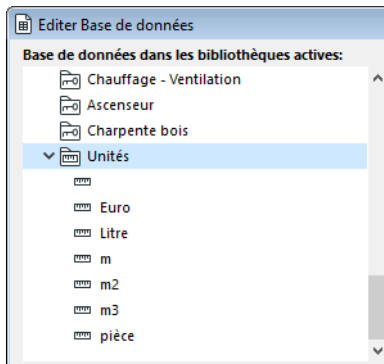 Editer Base de données
Base de données dans les bibliothèques actives:
Chauffage - Ventilation
Ascenseur
Charpente bois
Unités
Euro
Litre
m
m2
m3
pièce